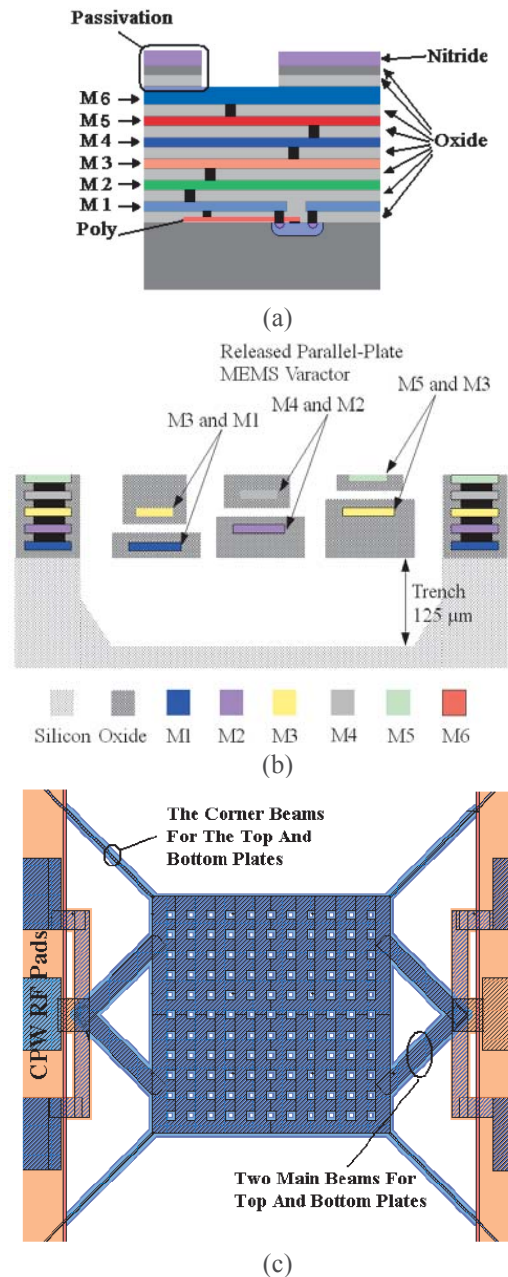 Passivation
Nitride
M6
M5
M4
M3
M2
M1
Oxide
Poly
(a)
Released Parallel-Plate
MEMS Varactor
M5 and M3
M4 and M2
M3 and M1
Trench
125 μm
Silicon Oxide M1 M2 M3 M4 M5 M6
(b)
The Corner Beams
For The Top And
Bottom Plates
CPW RF Pads
Two Main Beams For
Top And Bottom Plates
(c)